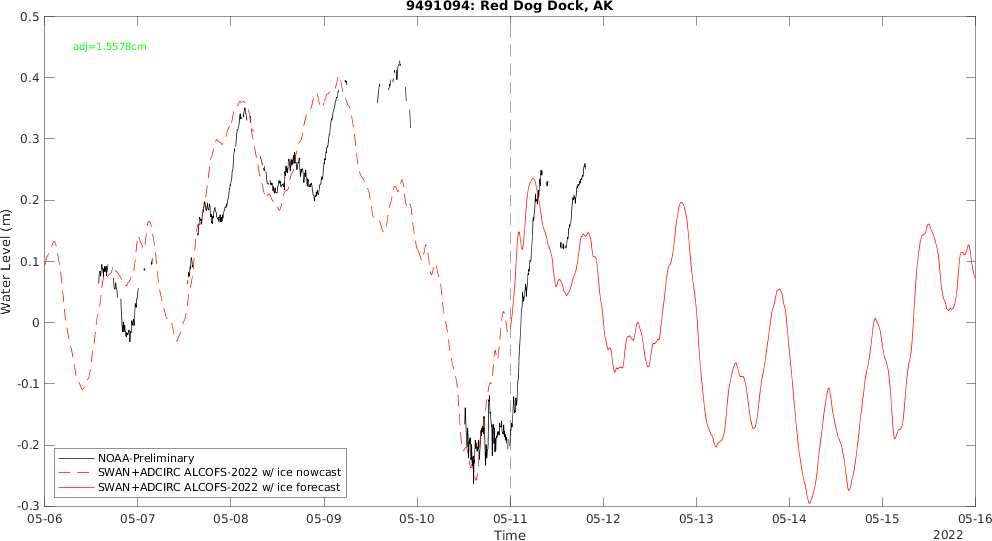 9491094: Red Dog Dock, AK
adj=1.5578cm
Water Level (m)
0.5
0.4
0.3
0.2
0.1
0
-0.1
-0.2
-0.3
NOAA-Preliminary
SWAN+ADCIRC ALCOFS-2022 w/ ice nowcast
SWAN+ADCIRC ALCOFS-2022 w/ ice forecast
05-06 05-07 05-08 05-09 05-10 05-11 05-12 05-13 05-14 05-15 05-16
Time
2022